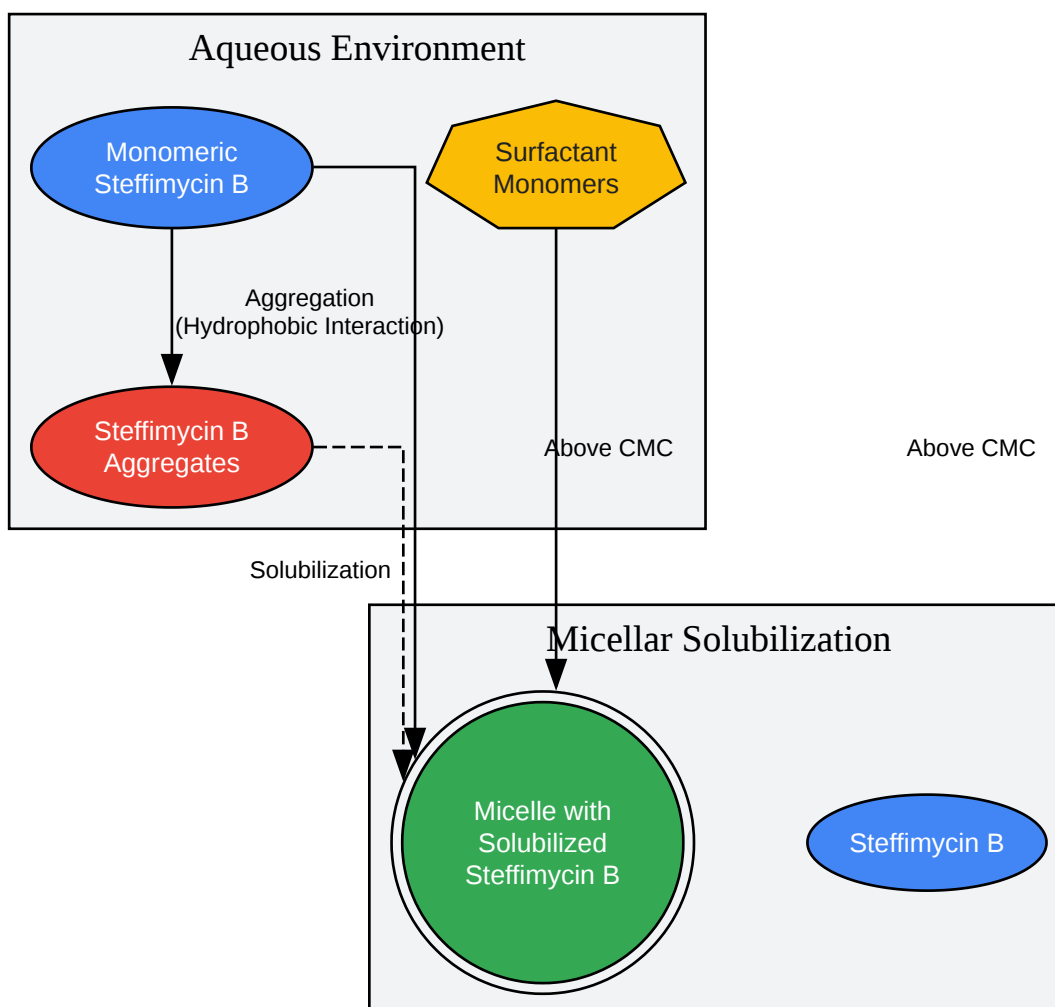 Aqueous Environment
Monomeric
Steffimycin B
Surfactant
Monomers
Aggregation
(Hydrophobic Interaction)
Steffimycin B
Aggregates
Above CMC
Above CMC
Solubilization
Micellar Solubilization
Micelle with
Solubilized
Steffimycin B
Steffimycin B